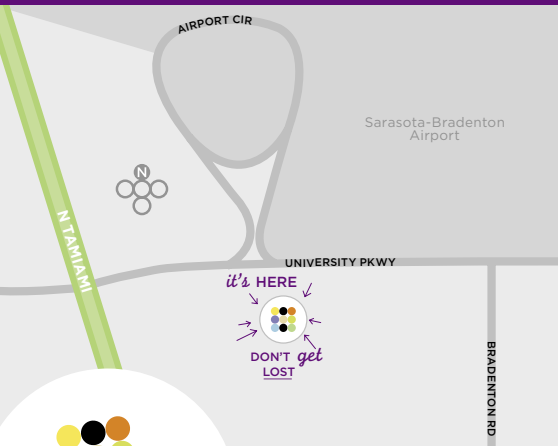 AIRPORT CIR
Sarasota-Bradenton
Airport
N
N TAMIAMI
UNIVERSITY PKWY
it's HERE
DON'T get
LOST
BRADENTON RD